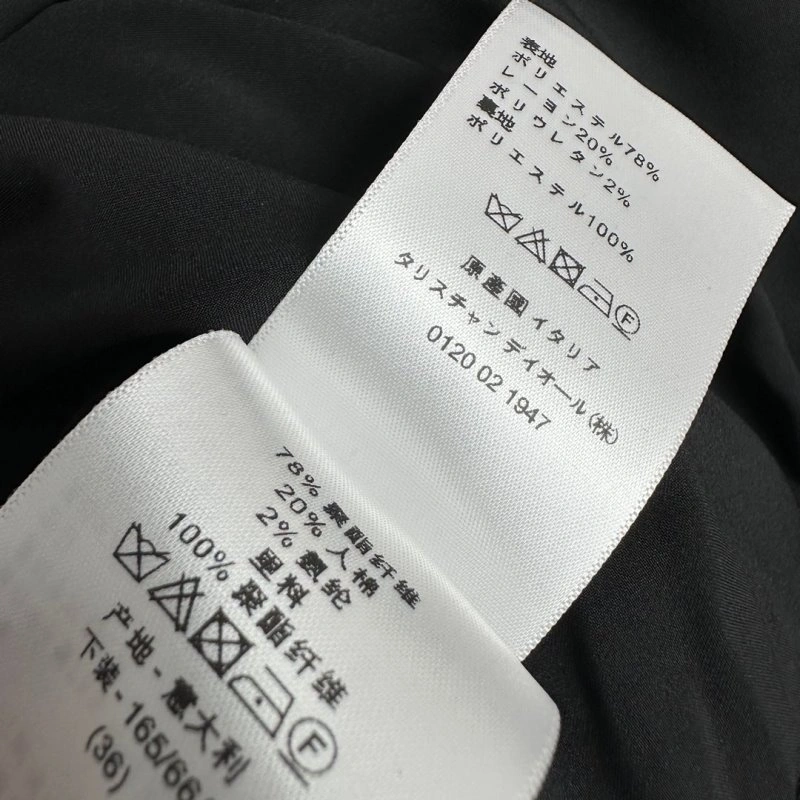 表地
ポリエステル78%
レーヨン20%
ポリウレタン2%
裏地
ポリエステル100%
F
原産國 イタリア
タリスチャン ディオール(株)
0120 02 1947
78% 聚酯纤维
20% 人棉
2% 氨纶
塑料
100% 聚酯纤维
F
产地 - 意大利
下装 - 165/66
(36)